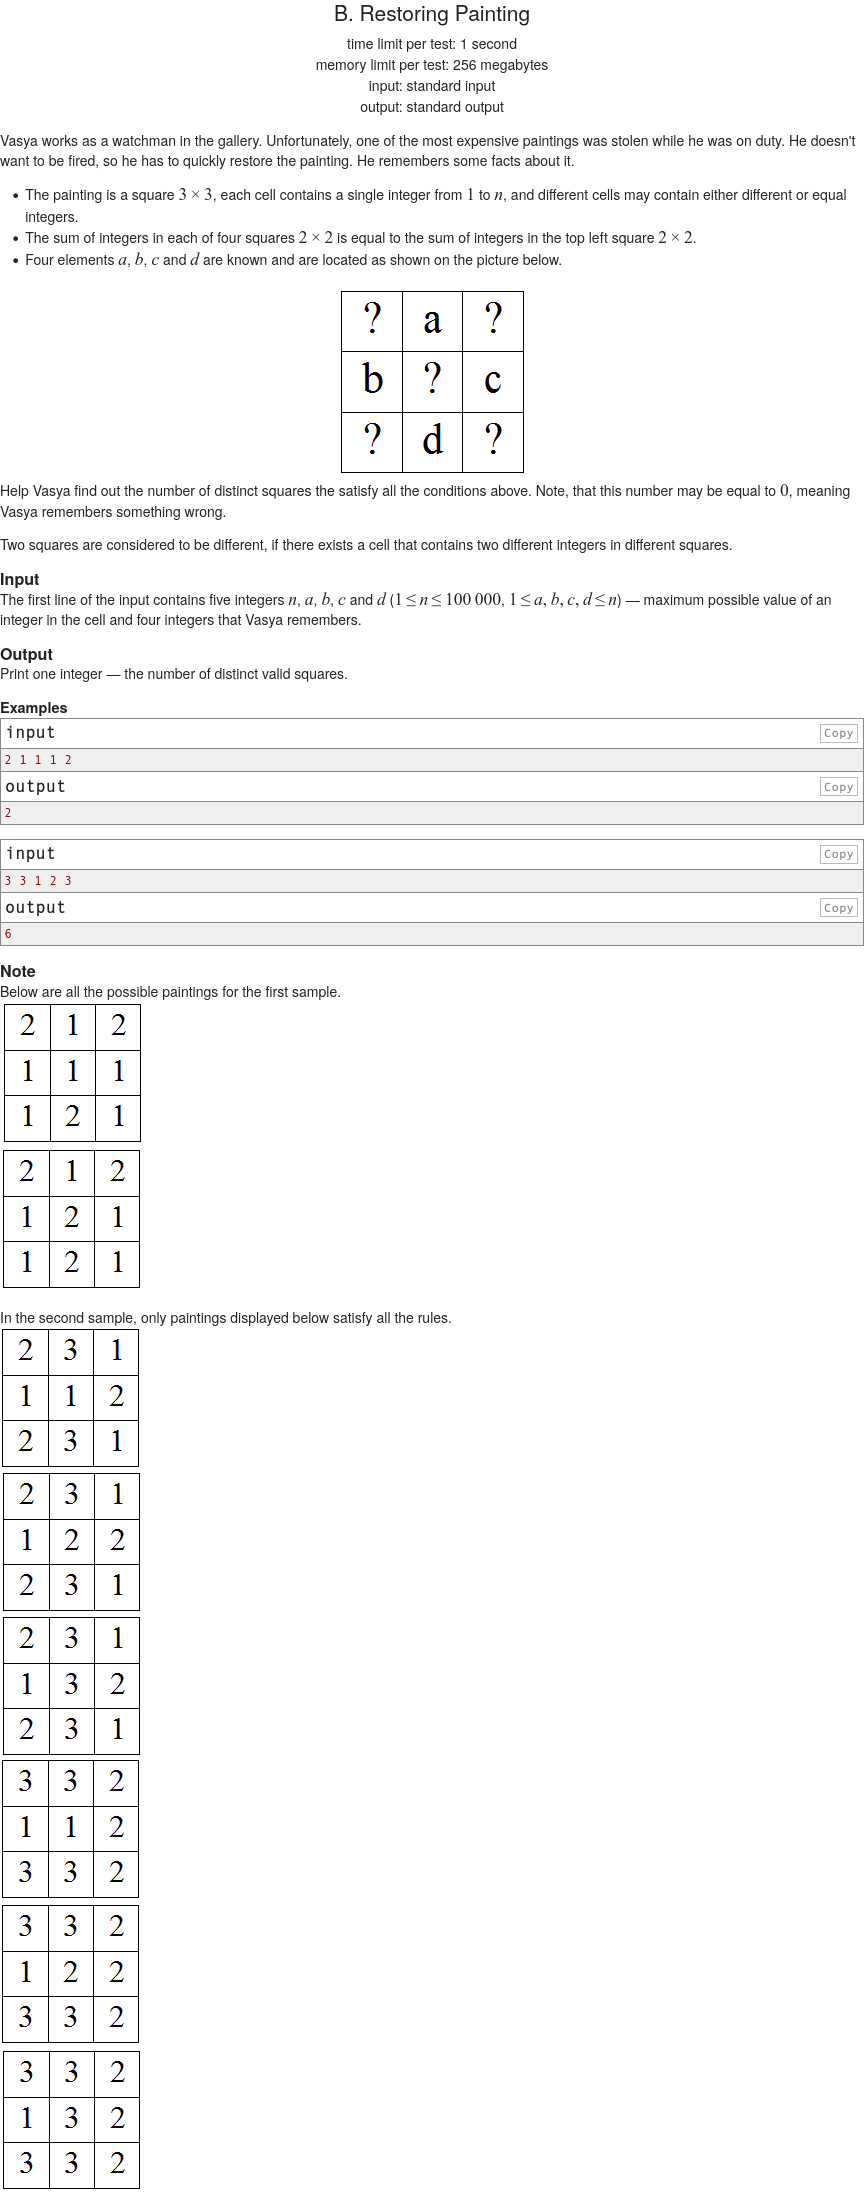 B. Restoring Painting
time limit per test: 1 second
memory limit per test: 256 megabytes
input: standard input
output: standard output
Vasya works as a watchman in the gallery. Unfortunately, one of the most expensive paintings was stolen while he was on duty. He doesn't
want to be fired, so he has to quickly restore the painting. He remembers some facts about it.
• The painting is a square 3 × 3, each cell contains a single integer from 1 to n, and different cells may contain either different or equal
integers.
• The sum of integers in each of four squares 2 × 2 is equal to the sum of integers in the top left square 2 × 2.
• Four elements a, b, c and d are known and are located as shown on the picture below.
? a ?
b ? c
? d ?
Help Vasya find out the number of distinct squares the satisfy all the conditions above. Note, that this number may be equal to 0, meaning
Vasya remembers something wrong.
Two squares are considered to be different, if there exists a cell that contains two different integers in different squares.
Input
The first line of the input contains five integers n, a, b, c and d (1 ≤ n ≤ 100 000, 1 ≤ a, b, c, d ≤ n) — maximum possible value of an
integer in the cell and four integers that Vasya remembers.
Output
Print one integer — the number of distinct valid squares.
Examples
input Copy
2 1 1 1 2
output Copy
2
input Copy
3 3 1 2 3
output Copy
6
Note
Below are all the possible paintings for the first sample.
2 1 2
1 1 1
1 2 1
2 1 2
1 2 1
1 2 1
In the second sample, only paintings displayed below satisfy all the rules.
2 3 1
1 1 2
2 3 1
2 3 1
1 2 2
2 3 1
2 3 1
1 3 2
2 3 1
3 3 2
1 1 2
3 3 2
3 3 2
1 2 2
3 3 2
3 3 2
1 3 2
3 3 2